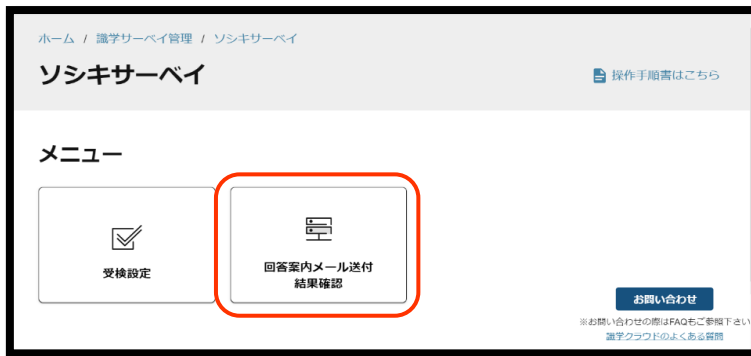 ホーム / 識学サーベイ管理 / ソシキサーベイ
ソシキサーベイ
操作手順書はこちら
メニュー
受検設定
回答案内メール送付
結果確認
お問い合わせ
※お問い合わせの際はFAQもご参照下さい
識学クラウドのよくある質問